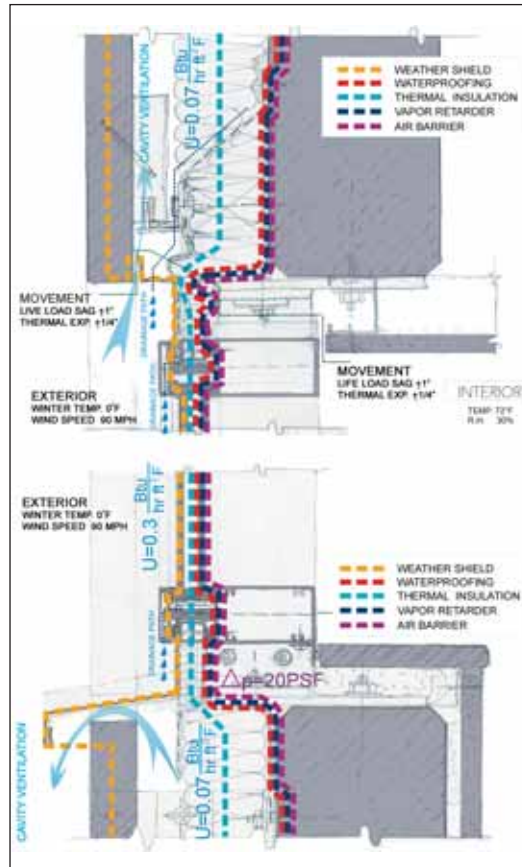 CAVITY VENTILATION
U=0.07 Btu
hr ft² °F
WEATHER SHIELD
WATERPROOFING
THERMAL INSULATION
VAPOR RETARDER
AIR BARRIER
MOVEMENT
LIVE LOAD SAG ±1"
THERMAL EXP. ±1/4"
DRAINAGE PATH
EXTERIOR
WINTER TEMP. 0°F
WIND SPEED 90 MPH
DRAINAGE PATH
MOVEMENT
LIFE LOAD SAG ±1"
THERMAL EXP. ±1/4"
INTERIOR
TEMP 72°F
R.H. 30%
EXTERIOR
WINTER TEMP. 0°F
WIND SPEED 90 MPH
U=0.3 Btu
hr ft² °F
WEATHER SHIELD
WATERPROOFING
THERMAL INSULATION
VAPOR RETARDER
AIR BARRIER
DRAINAGE PATH
△p=20PSF
CAVITY VENTILATION
U=0.07 Btu
hr ft² °F